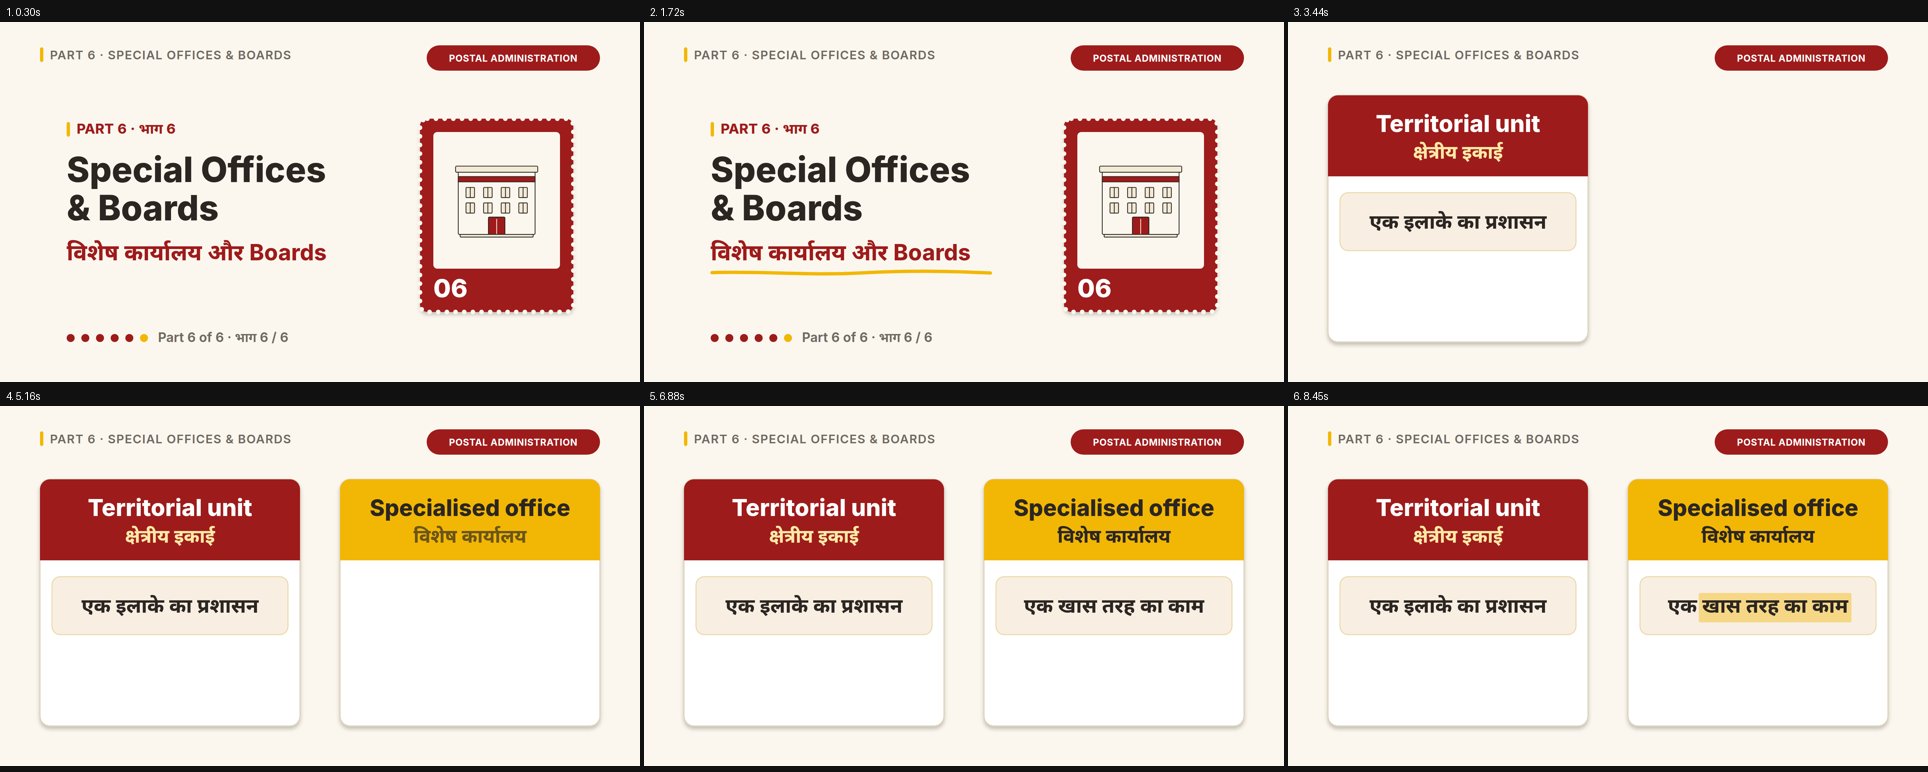 1. 0.30s
PART 6 · SPECIAL OFFICES & BOARDS
POSTAL ADMINISTRATION
PART 6 · भाग 6
Special Offices
& Boards
विशेष कार्यालय और Boards
06
Part 6 of 6 · भाग 6 / 6
2. 1.72s
PART 6 · SPECIAL OFFICES & BOARDS
POSTAL ADMINISTRATION
PART 6 · भाग 6
Special Offices
& Boards
विशेष कार्यालय और Boards
06
Part 6 of 6 · भाग 6 / 6
3. 3.44s
PART 6 · SPECIAL OFFICES & BOARDS
POSTAL ADMINISTRATION
Territorial unit
क्षेत्रीय इकाई
एक इलाके का प्रशासन
4. 5.16s
PART 6 · SPECIAL OFFICES & BOARDS
POSTAL ADMINISTRATION
Territorial unit
क्षेत्रीय इकाई
एक इलाके का प्रशासन
Specialised office
विशेष कार्यालय
5. 6.88s
PART 6 · SPECIAL OFFICES & BOARDS
POSTAL ADMINISTRATION
Territorial unit
क्षेत्रीय इकाई
एक इलाके का प्रशासन
Specialised office
विशेष कार्यालय
एक खास तरह का काम
6. 8.45s
PART 6 · SPECIAL OFFICES & BOARDS
POSTAL ADMINISTRATION
Territorial unit
क्षेत्रीय इकाई
एक इलाके का प्रशासन
Specialised office
विशेष कार्यालय
एक खास तरह का काम